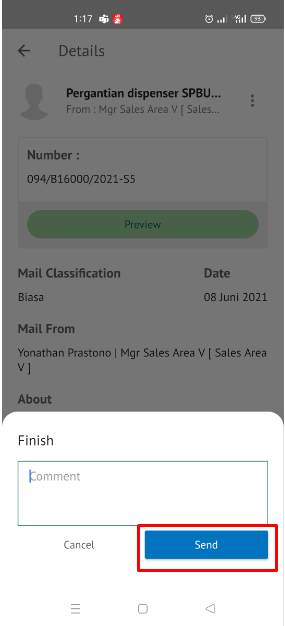 1:17
Details
Pergantian dispenser SPBU...
From : Mgr Sales Area V [ Sales...
Number :
094/B16000/2021-S5
Preview
Mail Classification Date
Biasa 08 Juni 2021
Mail From
Yonathan Prastono | Mgr Sales Area V [ Sales Area
V ]
About
Finish
Comment
Cancel Send